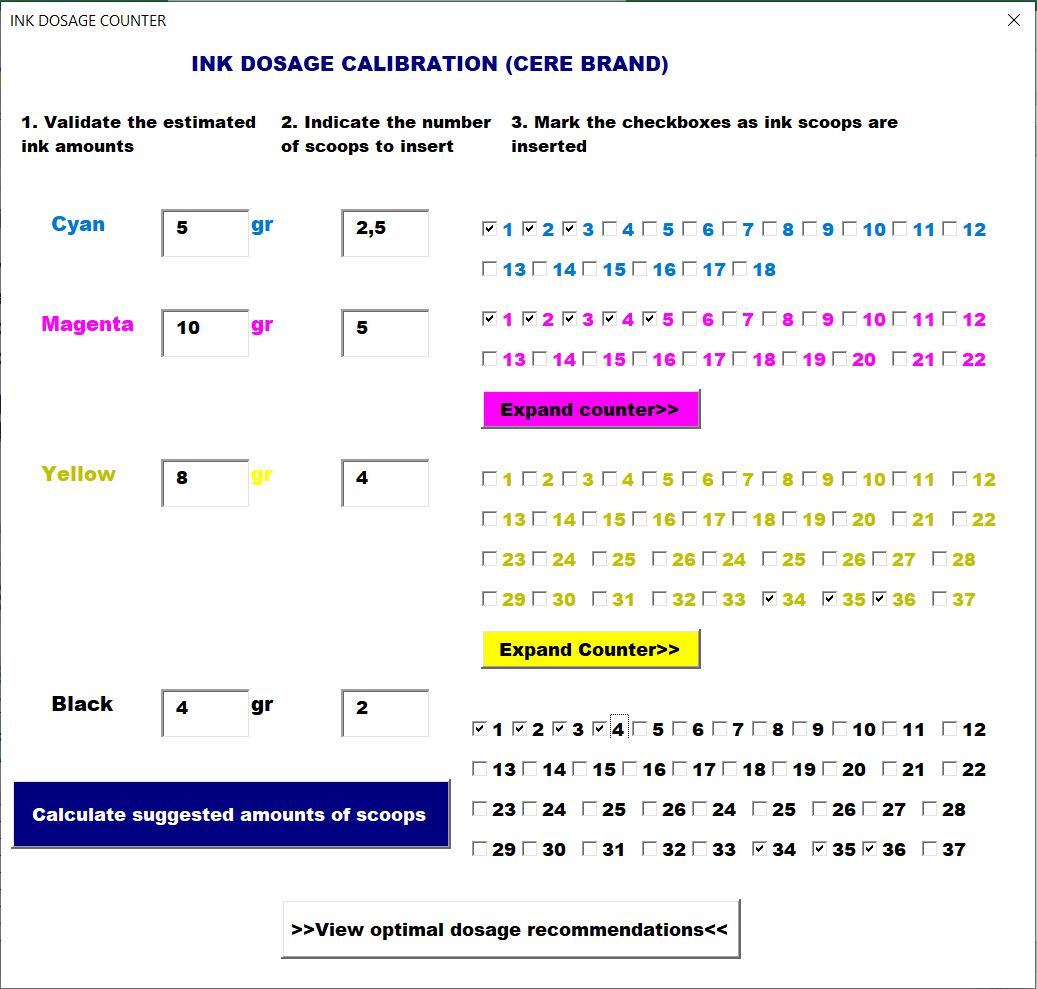 INK DOSAGE COUNTER
INK DOSAGE CALIBRATION (CERE BRAND)
1. Validate the estimated
ink amounts
2. Indicate the number
of scoops to insert
3. Mark the checkboxes as ink scoops are
inserted
Cyan 5 gr 2,5 1 2 3 4 5 6 7 8 9 10 11 12
13 14 15 16 17 18
Magenta 10 gr 5 1 2 3 4 5 6 7 8 9 10 11 12
13 14 15 16 17 18 19 20 21 22
Expand counter>>
Yellow 8 gr 4 1 2 3 4 5 6 7 8 9 10 11 12
13 14 15 16 17 18 19 20 21 22
23 24 25 26 24 25 26 27 28
29 30 31 32 33 34 35 36 37
Expand Counter>>
Black 4 gr 2 1 2 3 4 5 6 7 8 9 10 11 12
13 14 15 16 17 18 19 20 21 22
Calculate suggested amounts of scoops
23 24 25 26 24 25 26 27 28
29 30 31 32 33 34 35 36 37
>>View optimal dosage recommendations<<